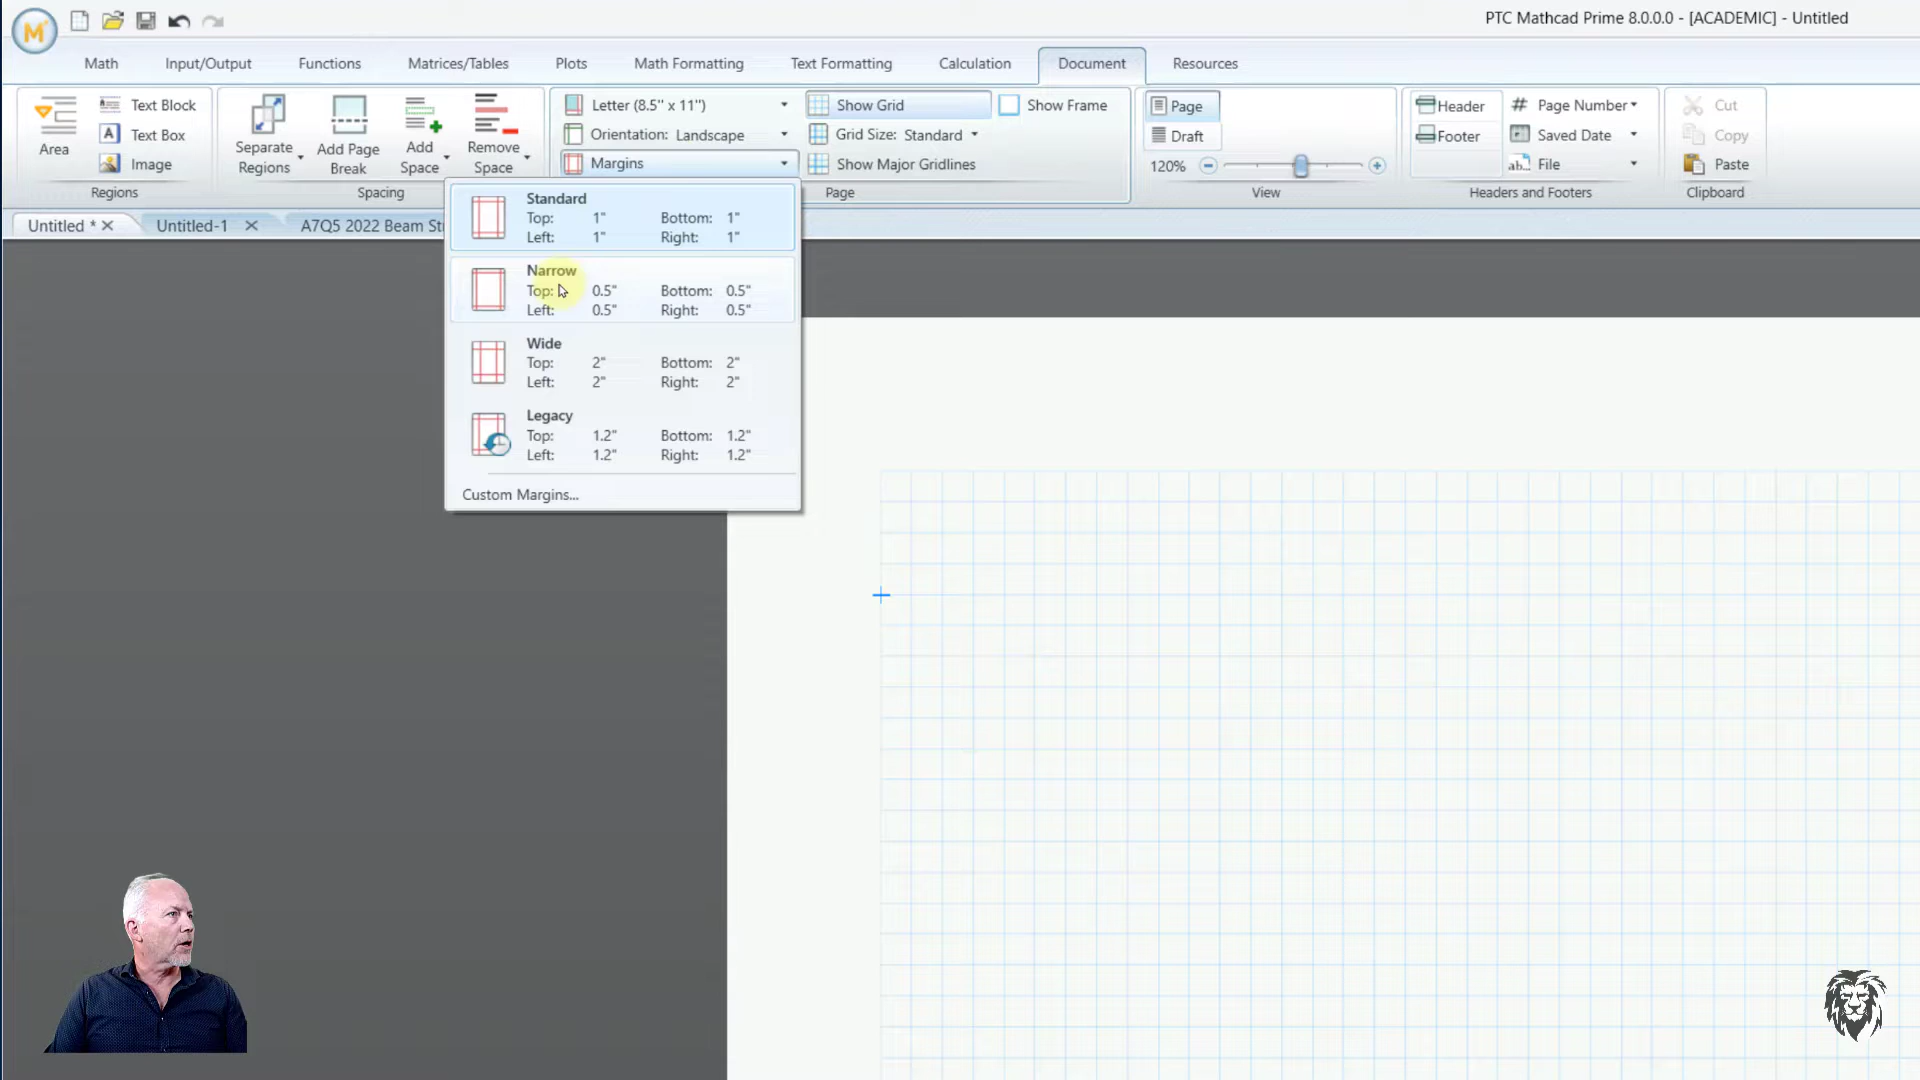 PTC Mathcad Prime 8.0.0.0 - [ACADEMIC] - Untitled
Math Input/Output Functions Matrices/Tables Plots Math Formatting Text Formatting Calculation Document Resources
Area
Text Block
Text Box
Image
Regions
Separate Regions
Add Page Break
Add Space
Remove Space
Spacing
Letter (8.5" x 11")
Orientation: Landscape
Margins
Show Grid
Grid Size: Standard
Show Major Gridlines
Show Frame
Page
Page
Draft
120%
View
Header
Footer
# Page Number
Saved Date
File
Headers and Footers
Cut
Copy
Paste
Clipboard
Untitled * Untitled-1 A7Q5 2022 Beam St
Standard
Top: 1" Bottom: 1"
Left: 1" Right: 1"
Narrow
Top: 0.5" Bottom: 0.5"
Left: 0.5" Right: 0.5"
Wide
Top: 2" Bottom: 2"
Left: 2" Right: 2"
Legacy
Top: 1.2" Bottom: 1.2"
Left: 1.2" Right: 1.2"
Custom Margins...